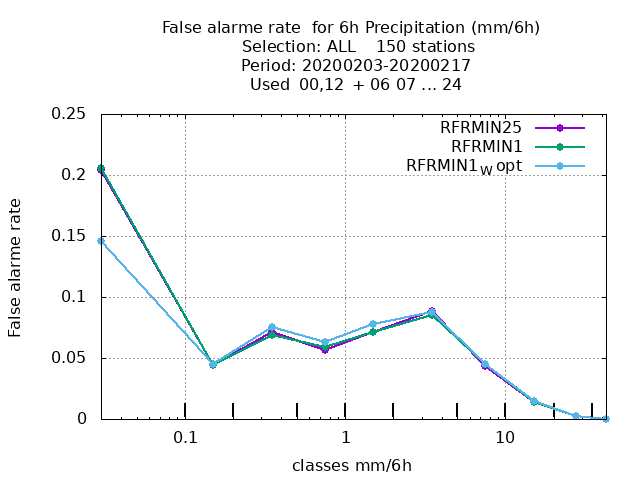 False alarme rate  for 6h Precipitation (mm/6h)
Selection: ALL    150 stations
Period: 20200203-20200217
Used  00,12  + 06 07 ... 24
RFRMIN25
RFRMIN1
RFRMIN1W opt
0.25
0.2
0.15
0.1
0.05
0
False alarme rate
0.1
1
10
classes mm/6h